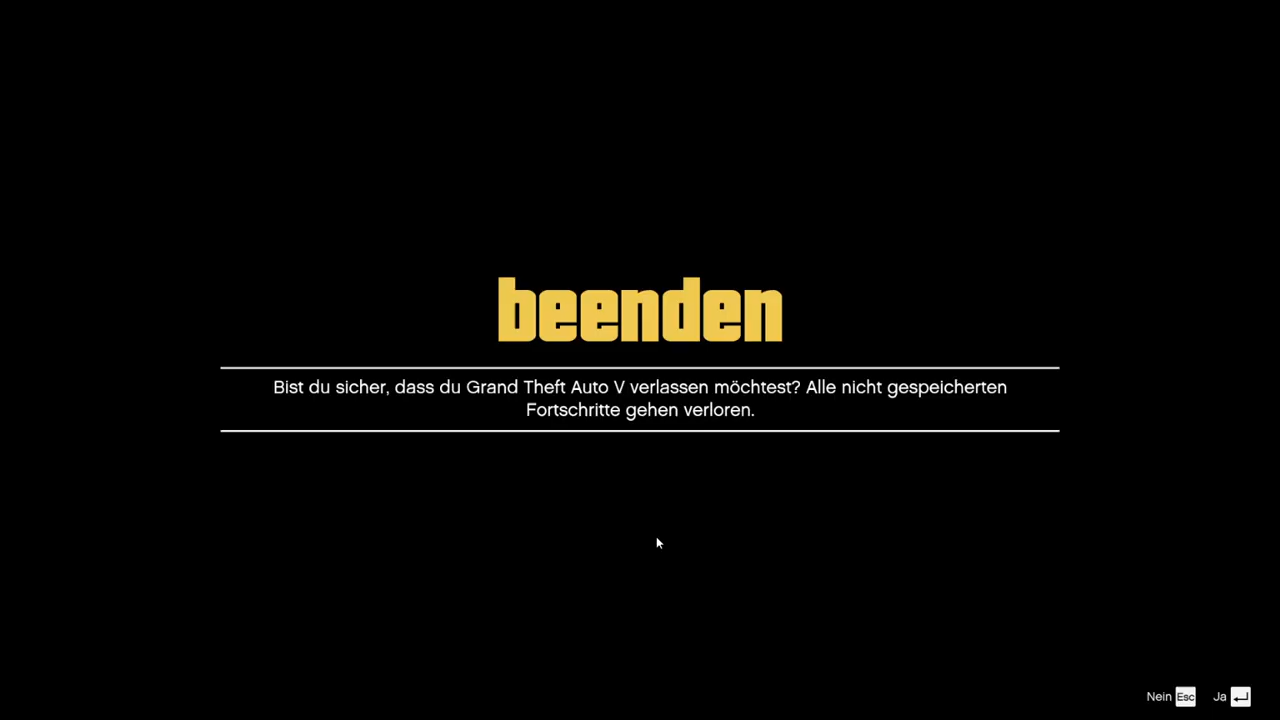 beenden
Bist du sicher, dass du Grand Theft Auto V verlassen möchtest? Alle nicht gespeicherten
Fortschritte gehen verloren.
Nein Esc Ja